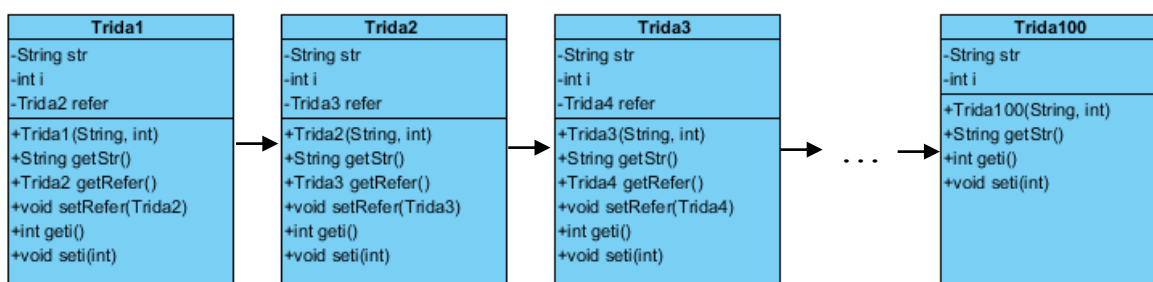 Trida1
-String str
-int i
-Trida2 refer
+Trida1(String, int)
+String getStr()
+Trida2 getRefer()
+void setRefer(Trida2)
+int geti()
+void seti(int)
Trida2
-String str
-int i
-Trida3 refer
+Trida2(String, int)
+String getStr()
+Trida3 getRefer()
+void setRefer(Trida3)
+int geti()
+void seti(int)
Trida3
-String str
-int i
-Trida4 refer
+Trida3(String, int)
+String getStr()
+Trida4 getRefer()
+void setRefer(Trida4)
+int geti()
+void seti(int)
...
Trida100
-String str
-int i
+Trida100(String, int)
+String getStr()
+int geti()
+void seti(int)